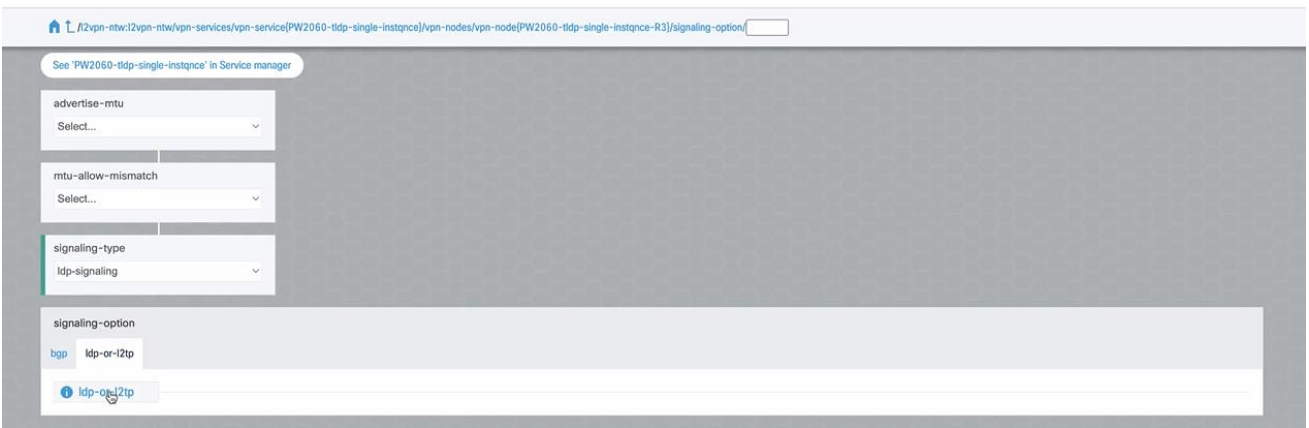 /l2vpn-ntw:l2vpn-ntw/vpn-services/vpn-service{PW2060-tldp-single-instqnce}/vpn-nodes/vpn-node{PW2060-tldp-single-instqnce-R3}/signaling-option/
See 'PW2060-tldp-single-instqnce' in Service manager
advertise-mtu
Select...
mtu-allow-mismatch
Select...
signaling-type
ldp-signaling
signaling-option
bgp ldp-or-l2tp
ldp-or-l2tp